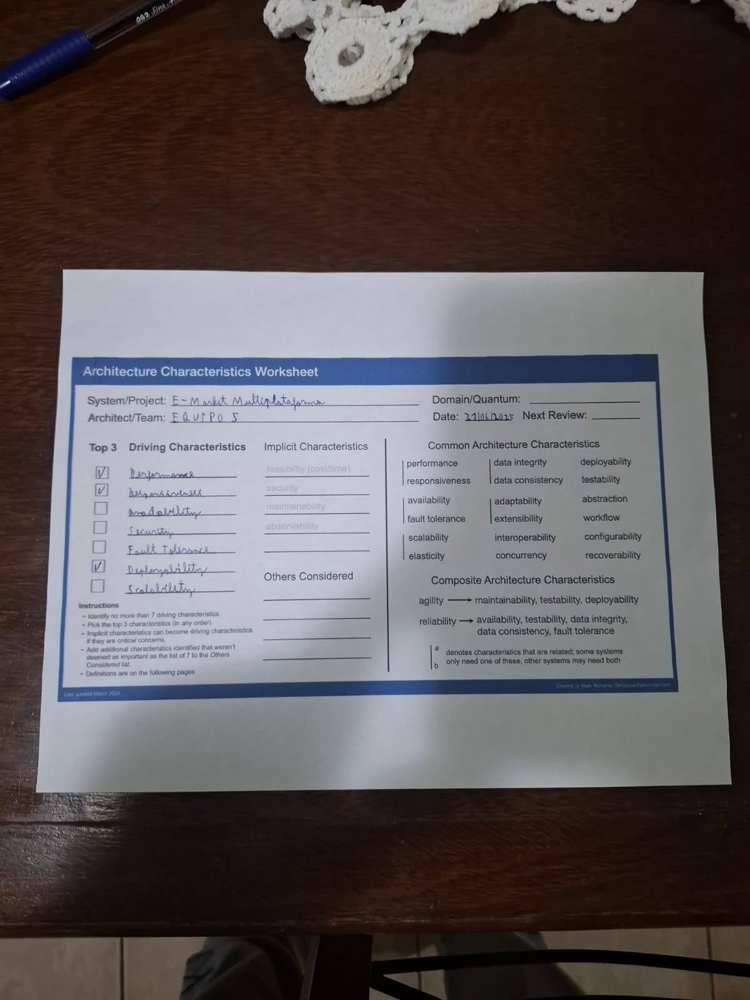 .062 Fine
Architecture Characteristics Worksheet
System/Project: E-Market Multiplataforma
Domain/Quantum:
Architect/Team: EQUIPO 5
Date: 21/06/2025 Next Review:
Top 3 Driving Characteristics
Performance
Responsiveness
availability
Security
Fault Tolerance
Deployability
Scalability
Instructions
– Identify no more than 7 driving characteristics.
– Pick the top 3 characteristics (in any order).
– Implicit characteristics can become driving characteristics
if they are critical concerns.
– Add additional characteristics identified that weren't
deemed as important as the list of 7 to the Others
Considered list.
– Definitions are on the following pages
Implicit Characteristics
feasibility (cost/time)
security
maintainability
observability
Others Considered
Common Architecture Characteristics
performance
responsiveness
availability
fault tolerance
scalability
elasticity
data integrity
data consistency
adaptability
extensibility
interoperability
concurrency
deployability
testability
abstraction
workflow
configurability
recoverability
Composite Architecture Characteristics
agility → maintainability, testability, deployability
reliability → availability, testability, data integrity,
data consistency, fault tolerance
a
b
denotes characteristics that are related; some systems
only need one of these, other systems may need both
Last updated March 2024
Created by Mark Richards, DeveloperToArchitect.com